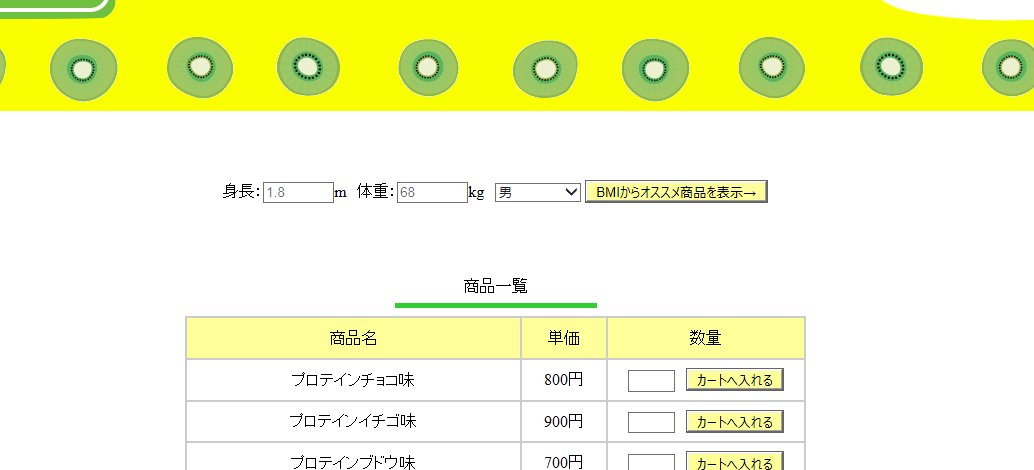 身長：1.8m 体重：68kg 男 BMIからオススメ商品を表示→
商品一覧
商品名 単価 数量
プロテインチョコ味 800円 カートへ入れる
プロテインイチゴ味 900円 カートへ入れる
プロテインブドウ味 700円 カートへ入れる